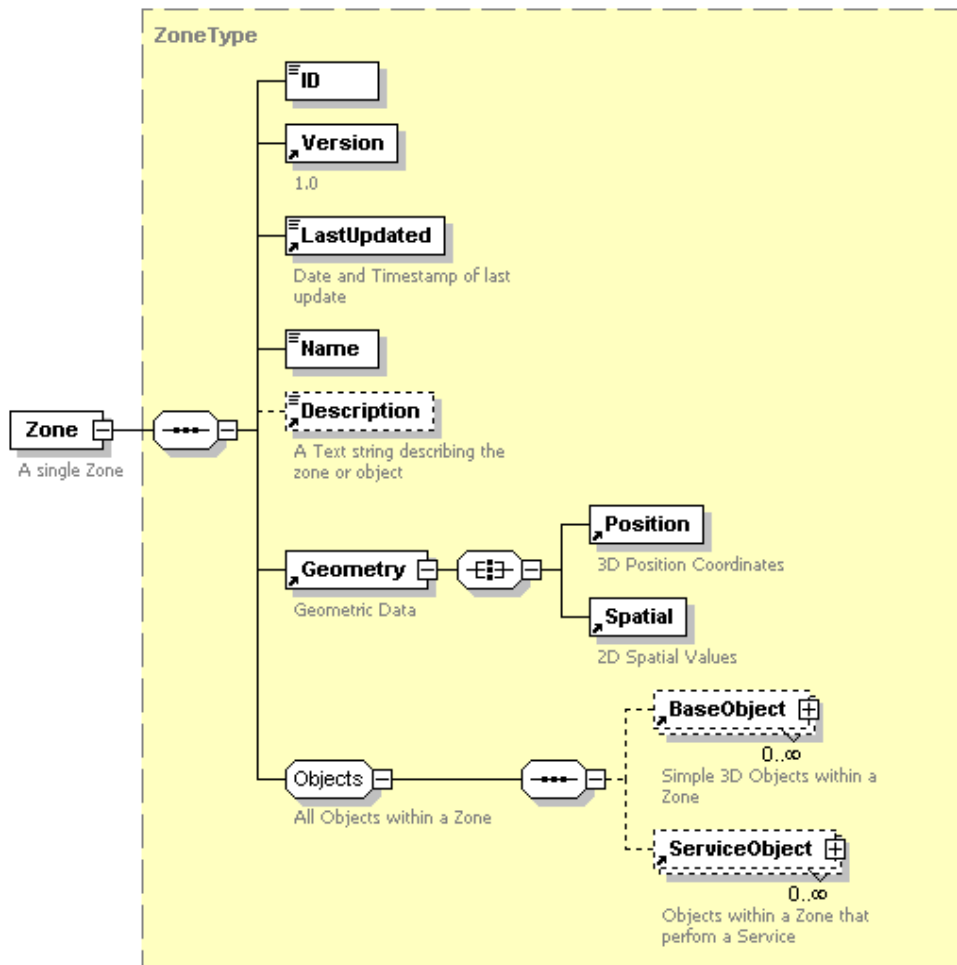 ZoneType
ID
Version
1.0
LastUpdated
Date and Timestamp of last
update
Name
Description
A Text string describing the
zone or object
Zone
A single Zone
Geometry
Geometric Data
Position
3D Position Coordinates
Spatial
2D Spatial Values
Objects
All Objects within a Zone
BaseObject
0..∞
Simple 3D Objects within a
Zone
ServiceObject
0..∞
Objects within a Zone that
perfom a Service